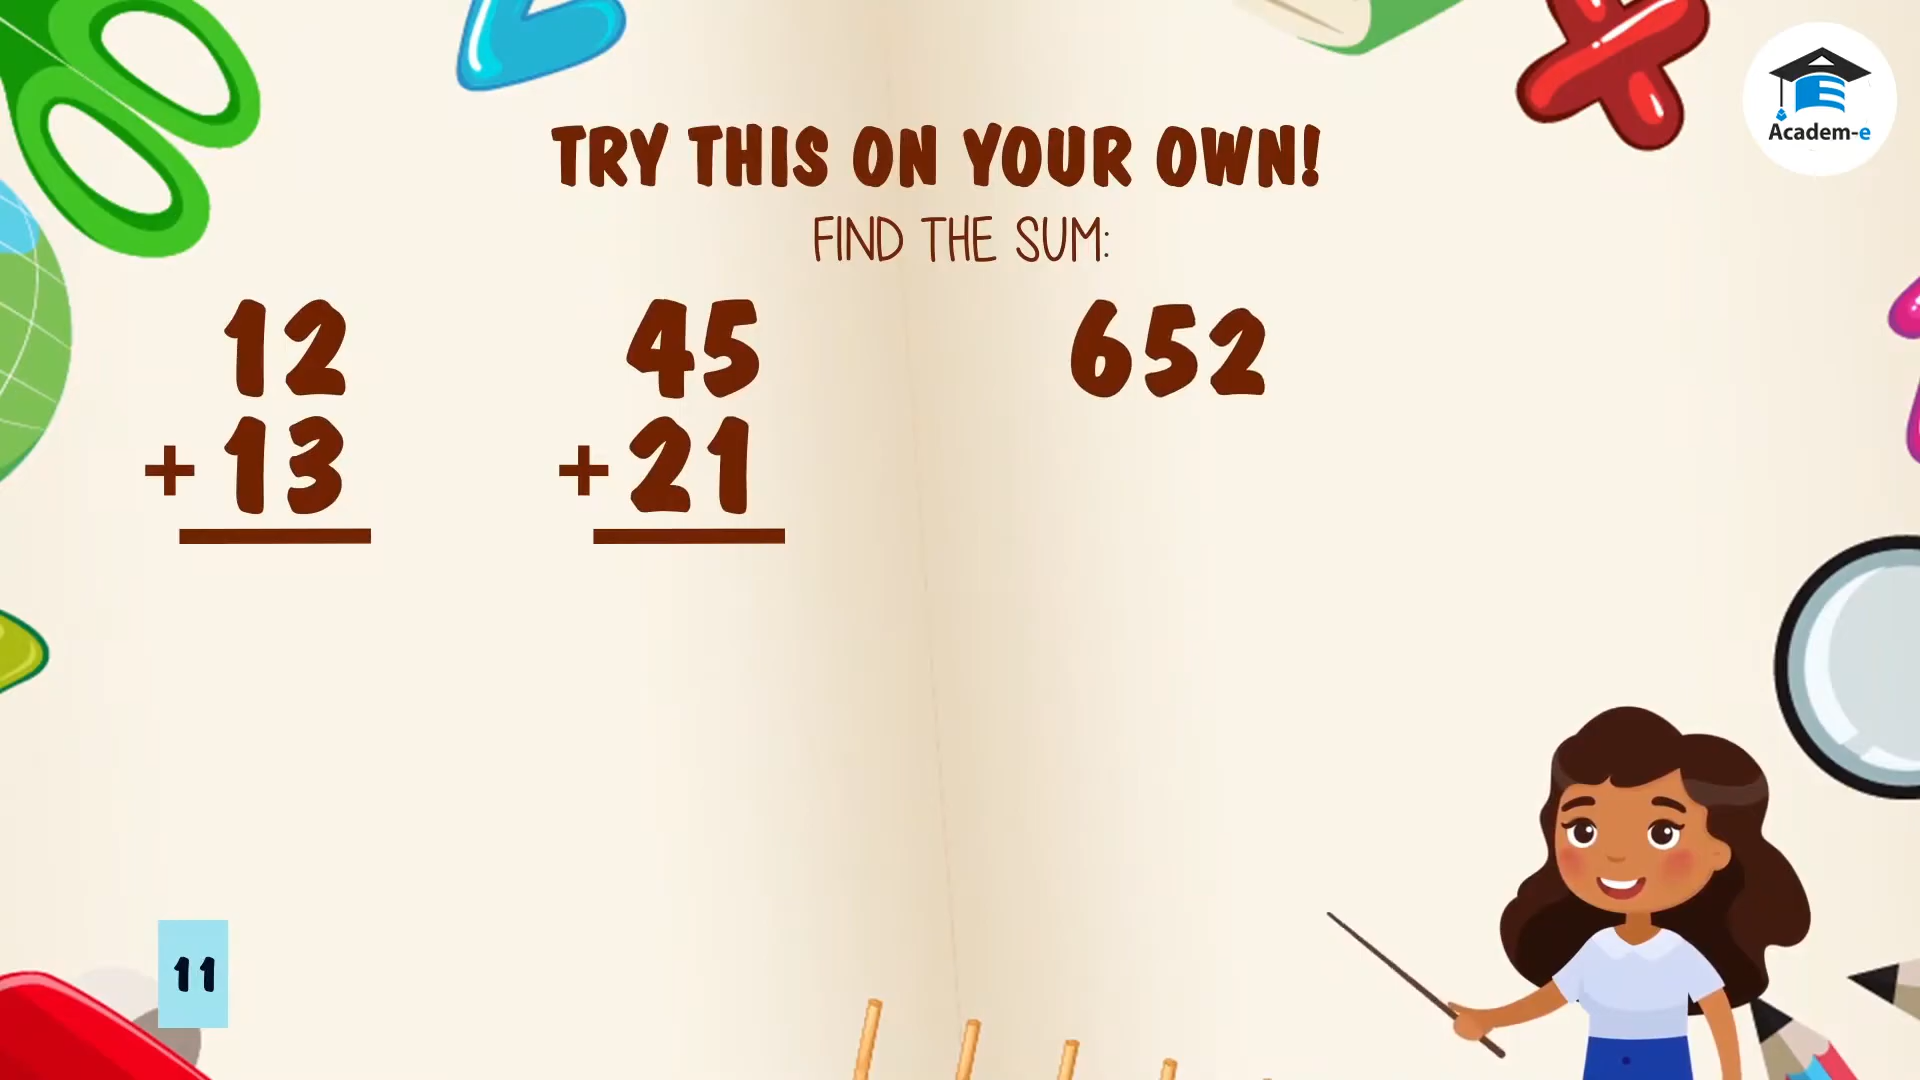 Academ-e
TRY THIS ON YOUR OWN!
FIND THE SUM:
12 45 652
+ 13 + 21
11